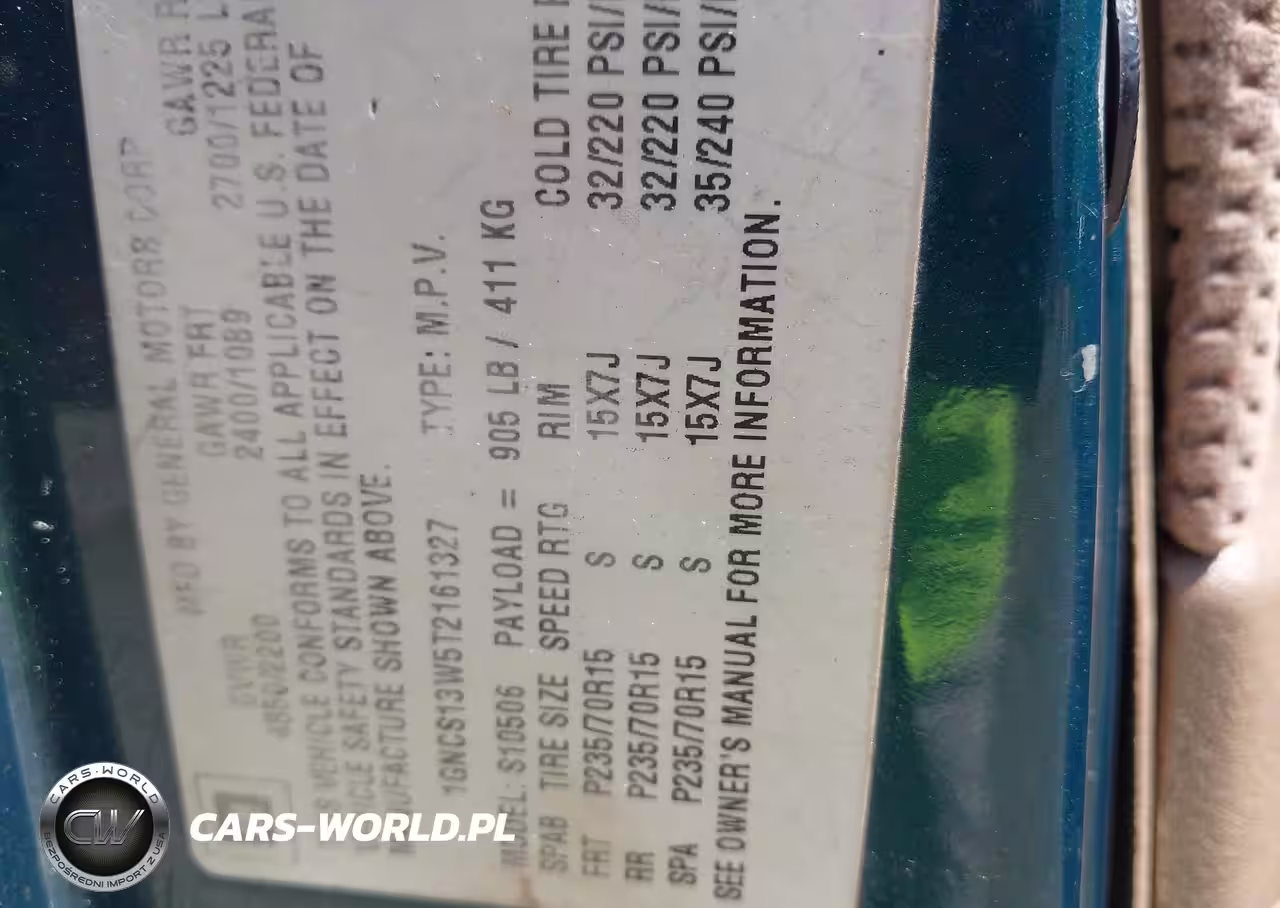 MFD BY GENERAL MOTORS CORP
GVWR GAWR FRT GAWR R
4850/2200 2400/1089 2700/1225 L
VEHICLE CONFORMS TO ALL APPLICABLE U.S. FEDERA
SAFETY STANDARDS IN EFFECT ON THE DATE OF
MANUFACTURE SHOWN ABOVE.
1GNCS13W5T2161327 TYPE: M.P.V.
MODEL: S10506 PAYLOAD = 905 LB / 411 KG
SPAB TIRE SIZE SPEED RTG RIM COLD TIRE
FRT P235/70R15 S 15X7J 32/220 PSI/
RR P235/70R15 S 15X7J 32/220 PSI/
SPA P235/70R15 S 15X7J 35/240 PSI/
SEE OWNER'S MANUAL FOR MORE INFORMATION.
CARS-WORLD
CW
BEZPOŚREDNI IMPORT Z USA
CARS-WORLD.PL